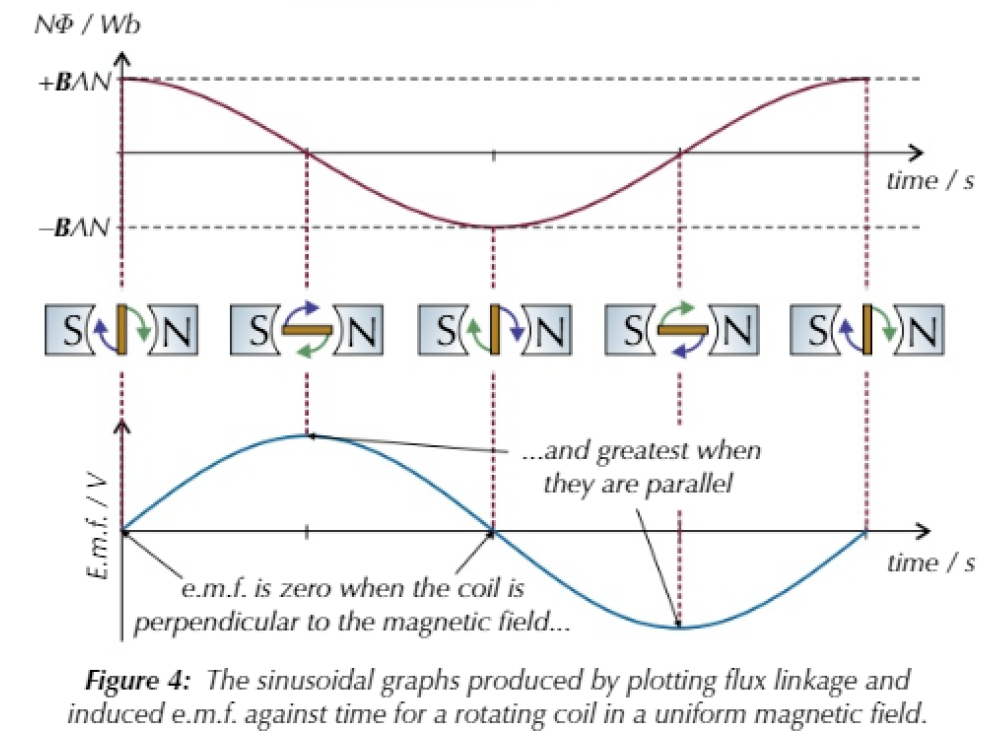 NΦ / Wb
+BAN
time / s
–BAN
S N S N S N S N S N
...and greatest when
they are parallel
E.m.f. / V
time / s
e.m.f. is zero when the coil is
perpendicular to the magnetic field...
Figure 4: The sinusoidal graphs produced by plotting flux linkage and
induced e.m.f. against time for a rotating coil in a uniform magnetic field.